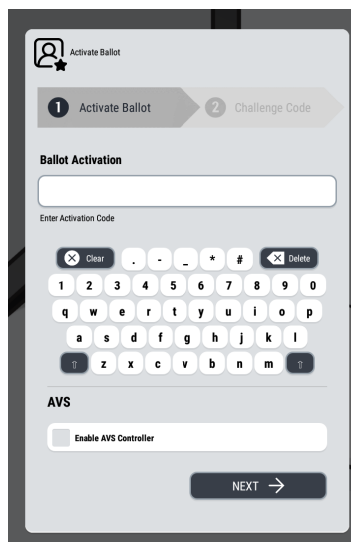 Activate Ballot
1 Activate Ballot 2 Challenge Code
Ballot Activation
Enter Activation Code
Clear . - _ * # Delete
1 2 3 4 5 6 7 8 9 0
q w e r t y u i o p
a s d f g h j k l
⇧ z x c v b n m ⇧
AVS
Enable AVS Controller
NEXT →